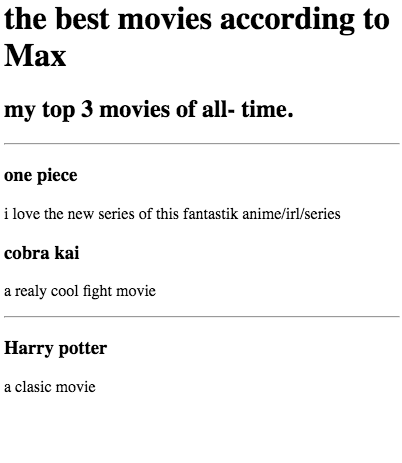 the best movies according to
Max
my top 3 movies of all- time.
one piece
i love the new series of this fantastik anime/irl/series
cobra kai
a realy cool fight movie
Harry potter
a clasic movie